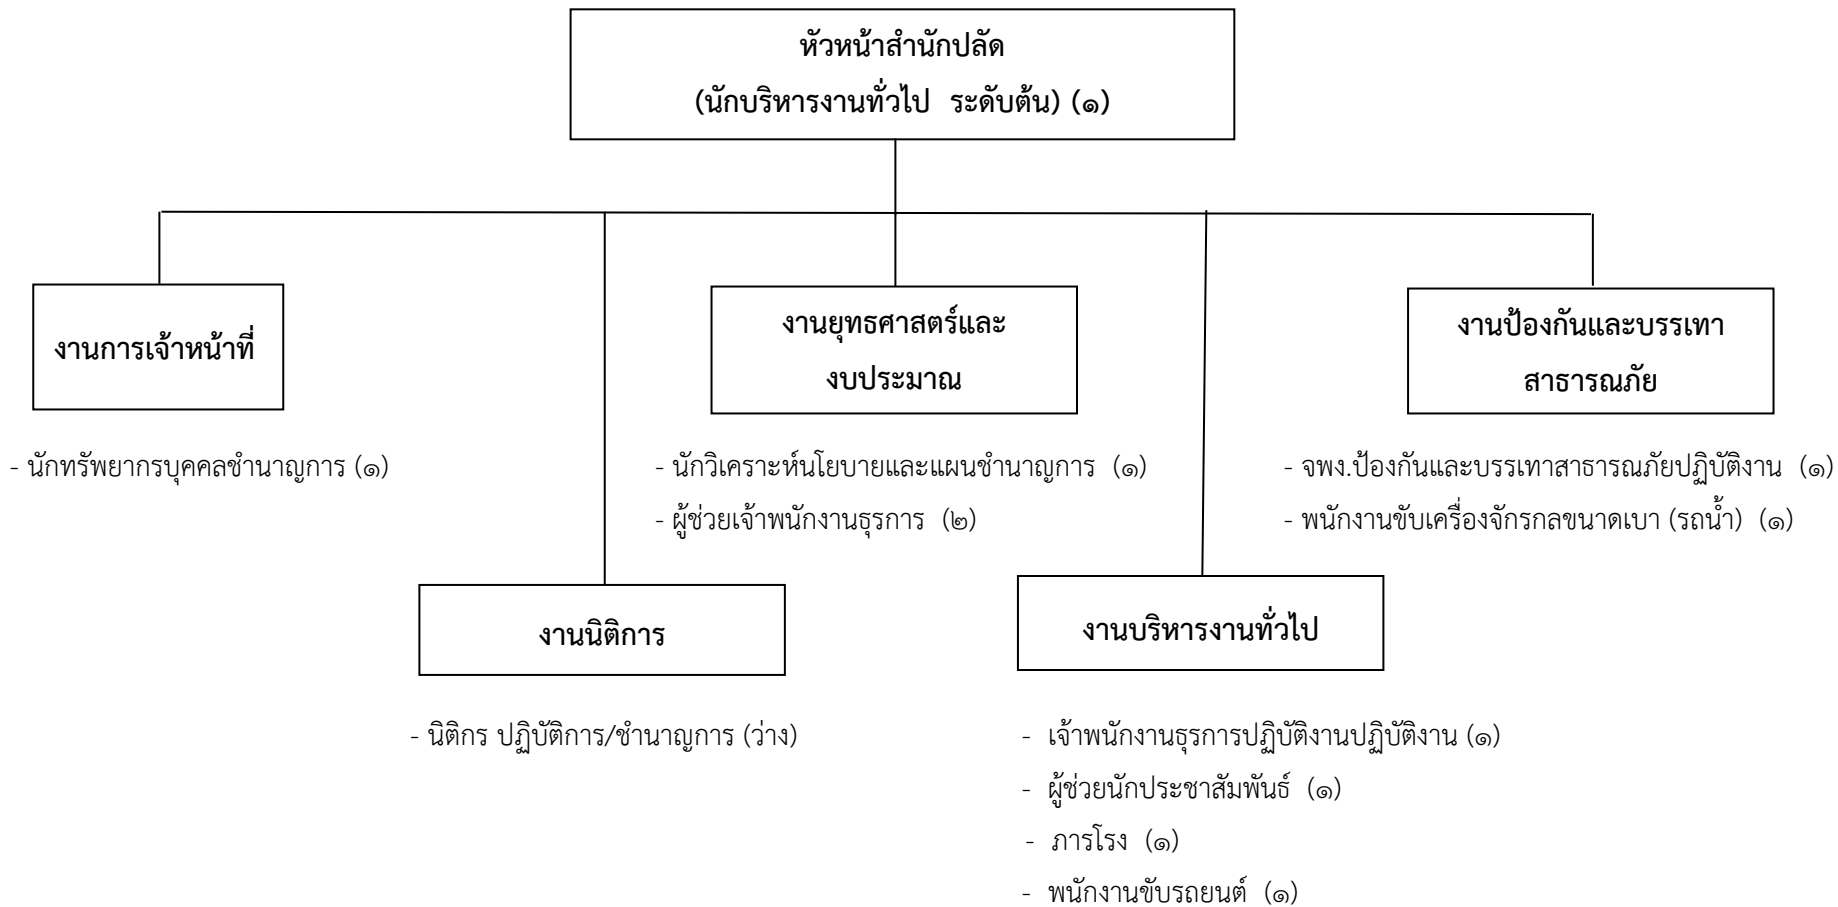 หัวหน้าสำนักปลัด
(นักบริหารงานทั่วไป ระดับต้น) (๑)
งานการเจ้าหน้าที่
- นักทรัพยากรบุคคลชำนาญการ (๑)
งานยุทธศาสตร์และ
งบประมาณ
- นักวิเคราะห์นโยบายและแผนชำนาญการ (๑)
- ผู้ช่วยเจ้าพนักงานธุรการ (๒)
งานป้องกันและบรรเทา
สาธารณภัย
- จพง.ป้องกันและบรรเทาสาธารณภัยปฏิบัติงาน (๑)
- พนักงานขับเครื่องจักรกลขนาดเบา (รถน้ำ) (๑)
งานนิติการ
- นิติกร ปฏิบัติการ/ชำนาญการ (ว่าง)
งานบริหารงานทั่วไป
- เจ้าพนักงานธุรการปฏิบัติงานปฏิบัติงาน (๑)
- ผู้ช่วยนักประชาสัมพันธ์ (๑)
- ภารโรง (๑)
- พนักงานขับรถยนต์ (๑)